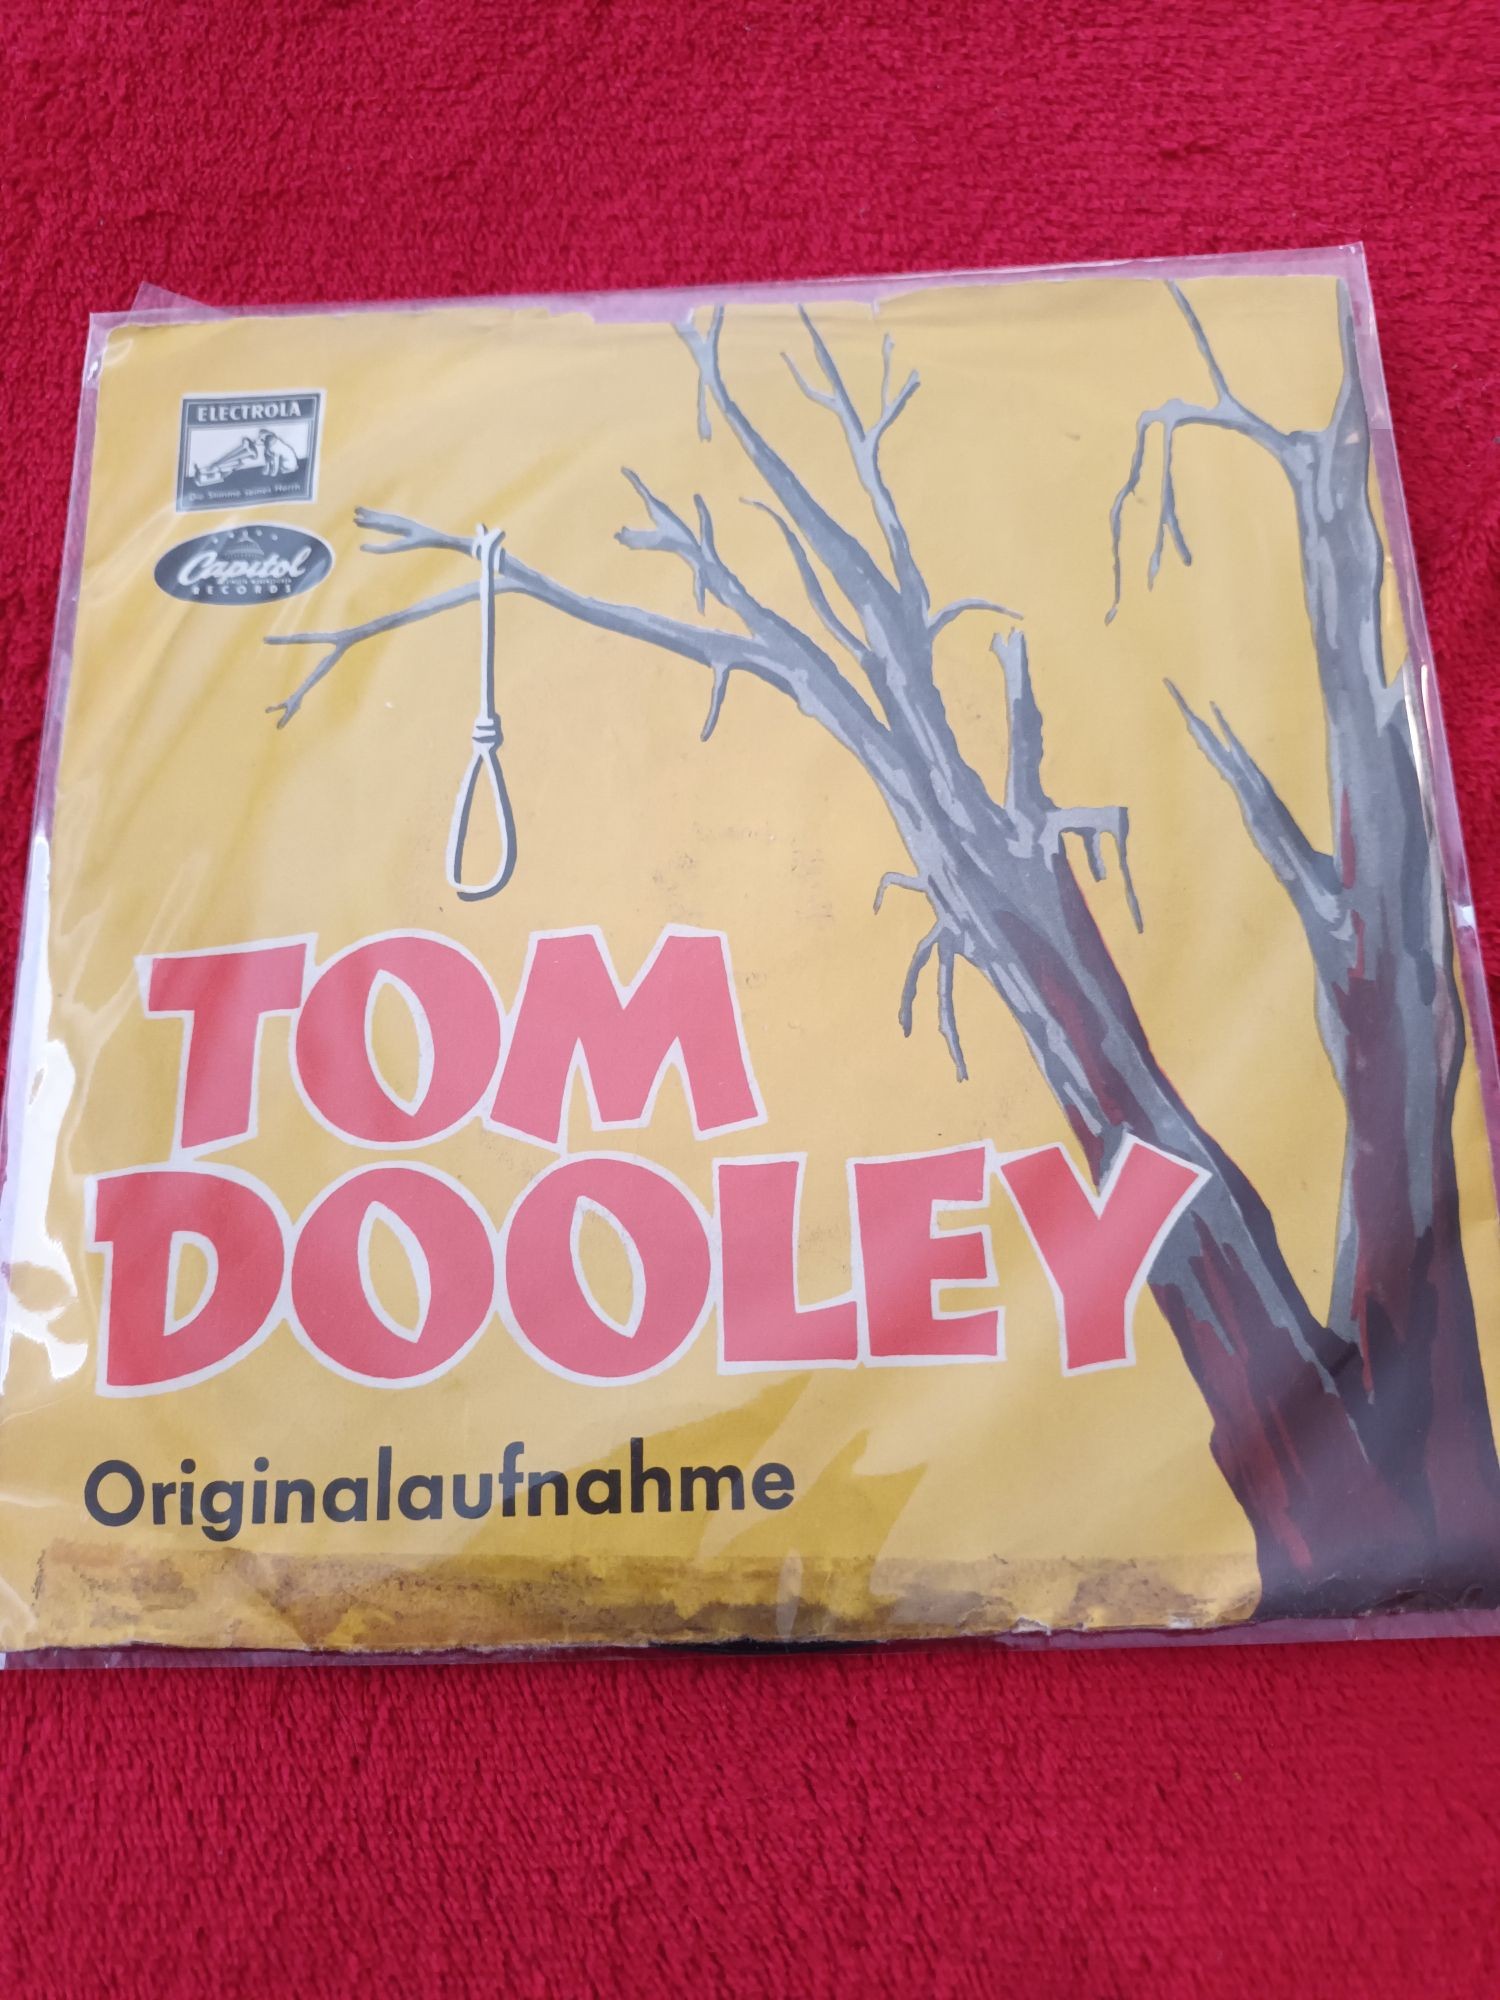 ELECTROLA
Die Stimme seines Herrn
Capitol
RECORDS
TOM
DOOLEY
Originalaufnahme